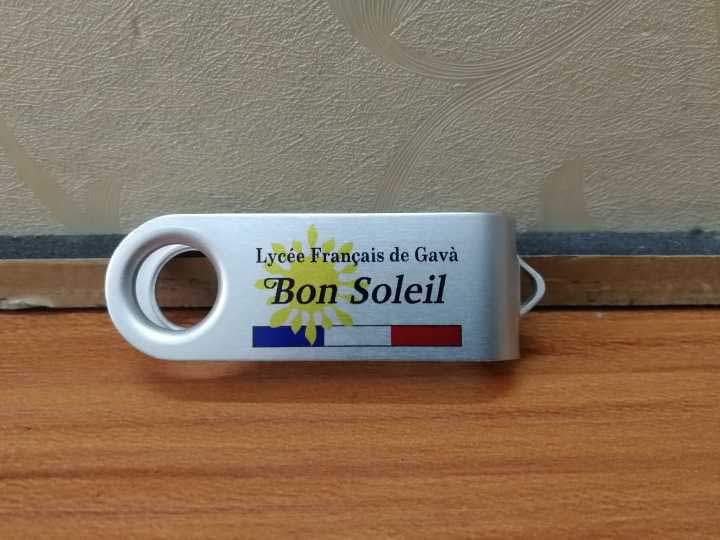 Lycée Français de Gavà
Bon Soleil